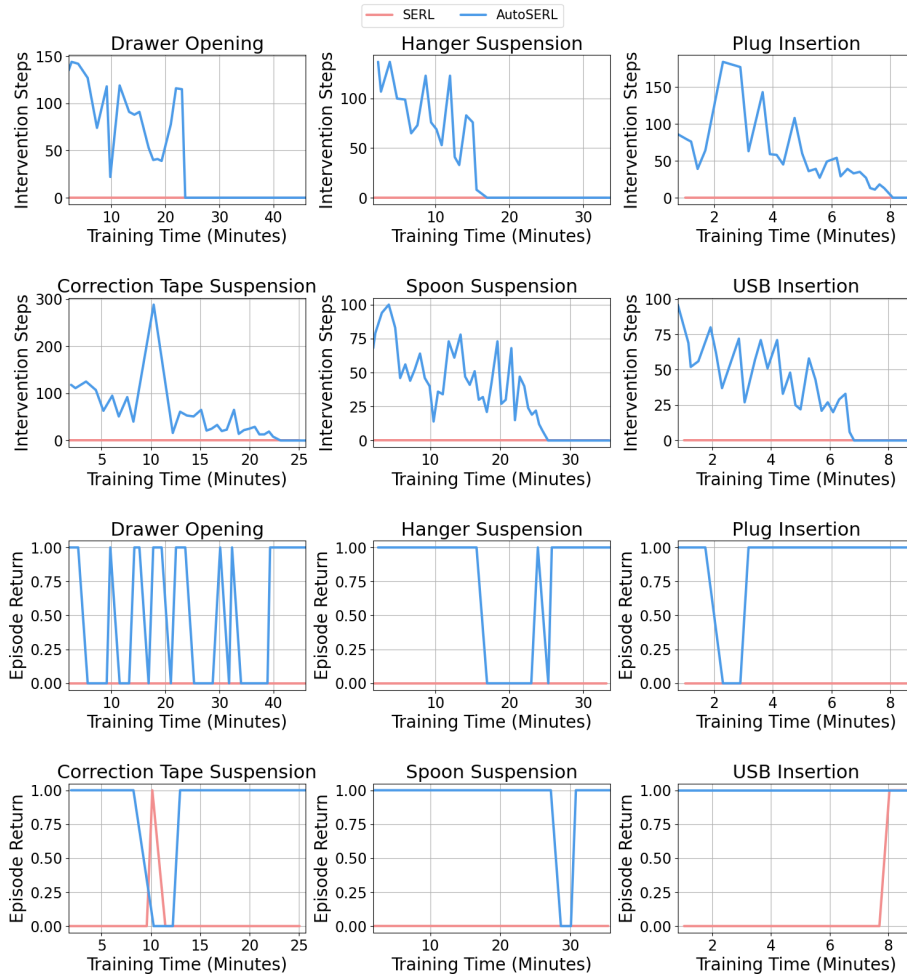 SERL AutoSERL
Drawer Opening Hanger Suspension Plug Insertion
Intervention Steps
150
100
50
0
10 20 30 40
Training Time (Minutes)
Intervention Steps
100
50
0
10 20 30
Training Time (Minutes)
Intervention Steps
150
100
50
0
2 4 6 8
Training Time (Minutes)
Correction Tape Suspension Spoon Suspension USB Insertion
Intervention Steps
300
200
100
0
5 10 15 20 25
Training Time (Minutes)
Intervention Steps
100
75
50
25
0
10 20 30
Training Time (Minutes)
Intervention Steps
100
75
50
25
0
2 4 6 8
Training Time (Minutes)
Drawer Opening Hanger Suspension Plug Insertion
Episode Return
1.00
0.75
0.50
0.25
0.00
10 20 30 40
Training Time (Minutes)
Episode Return
1.00
0.75
0.50
0.25
0.00
10 20 30
Training Time (Minutes)
Episode Return
1.00
0.75
0.50
0.25
0.00
2 4 6 8
Training Time (Minutes)
Correction Tape Suspension Spoon Suspension USB Insertion
Episode Return
1.00
0.75
0.50
0.25
0.00
5 10 15 20 25
Training Time (Minutes)
Episode Return
1.00
0.75
0.50
0.25
0.00
10 20 30
Training Time (Minutes)
Episode Return
1.00
0.75
0.50
0.25
0.00
2 4 6 8
Training Time (Minutes)